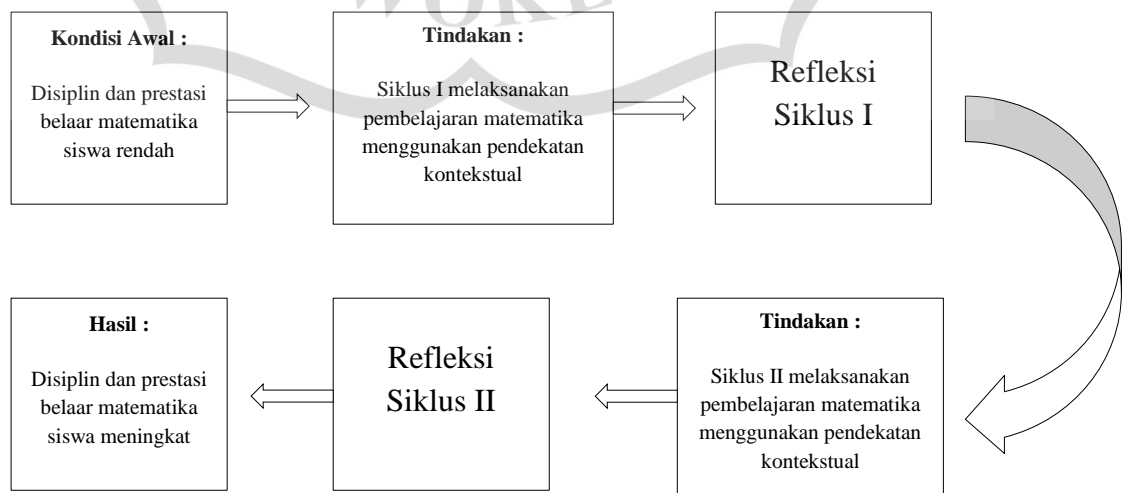 Kondisi Awal :
Disiplin dan prestasi
belaar matematika
siswa rendah
Tindakan :
Siklus I melaksanakan
pembelajaran matematika
menggunakan pendekatan
kontekstual
Refleksi
Siklus I
Tindakan :
Siklus II melaksanakan
pembelajaran matematika
menggunakan pendekatan
kontekstual
Refleksi
Siklus II
Hasil :
Disiplin dan prestasi
belaar matematika
siswa meningkat